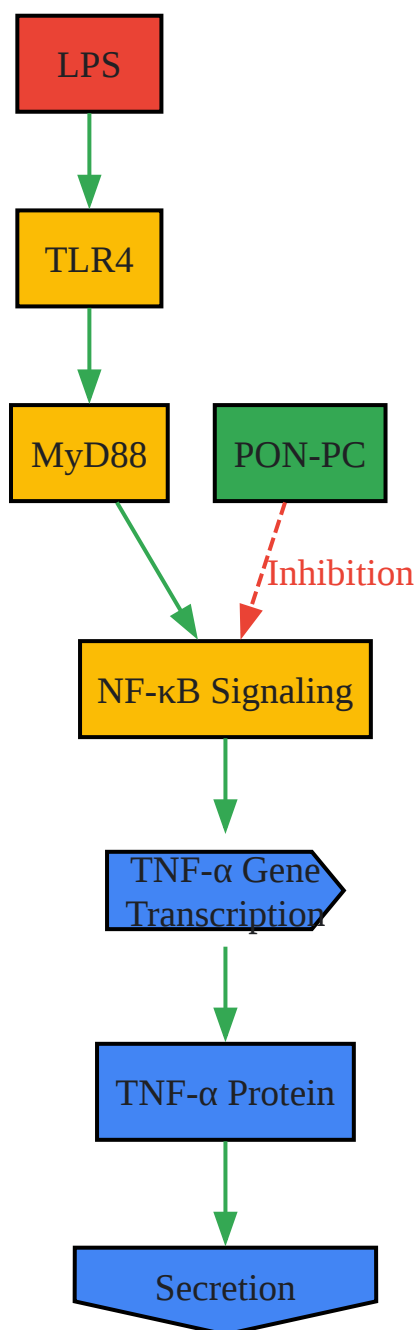 LPS
TLR4
MyD88
PON-PC
Inhibition
NF-κB Signaling
TNF-α Gene
Transcription
TNF-α Protein
Secretion